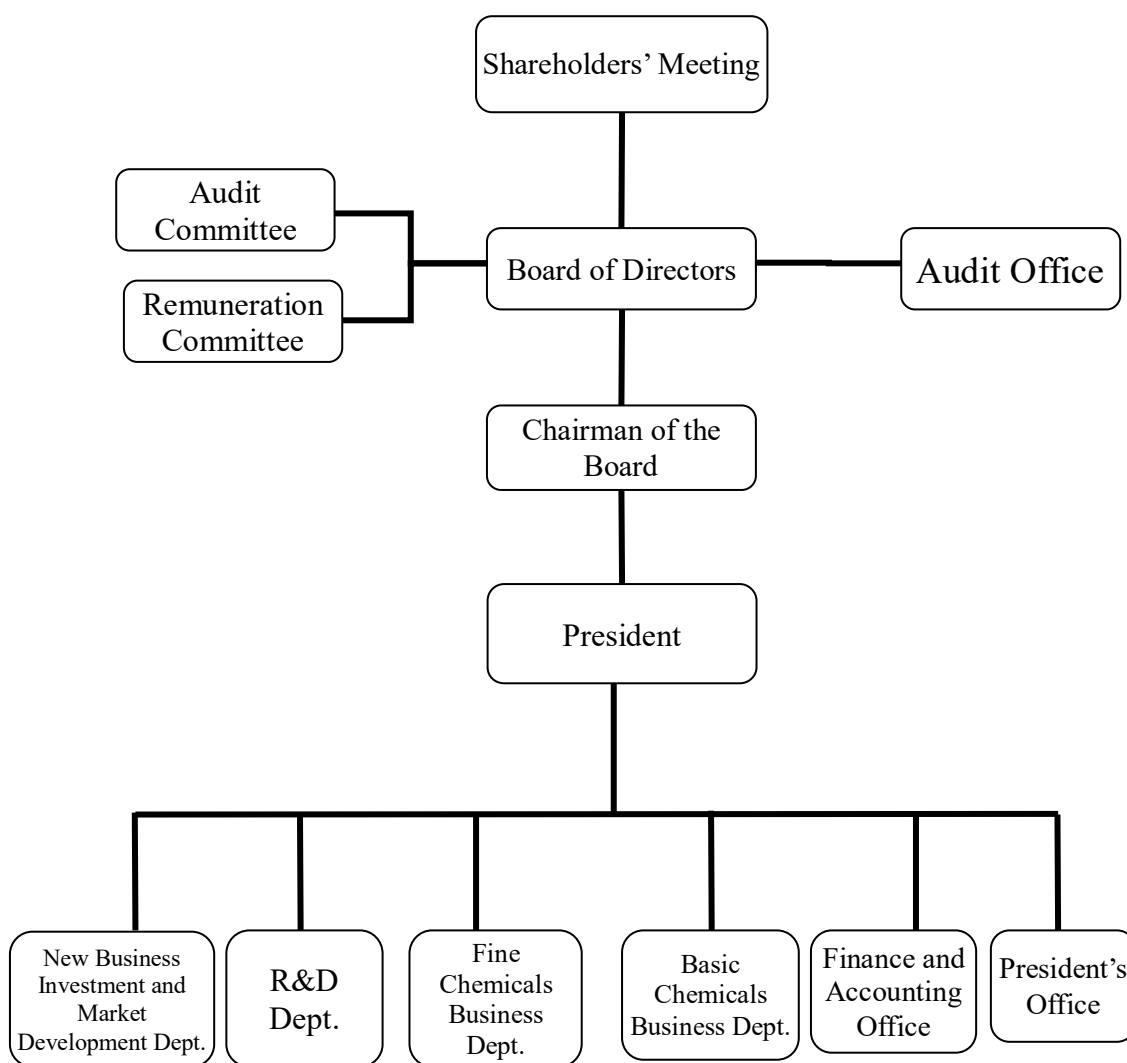 Shareholders’ Meeting
Audit
Committee
Remuneration
Committee
Board of Directors
Audit Office
Chairman of the
Board
President
New Business
Investment and
Market
Development Dept.
R&D
Dept.
Fine
Chemicals
Business
Dept.
Basic
Chemicals
Business Dept.
Finance and
Accounting
Office
President’s
Office